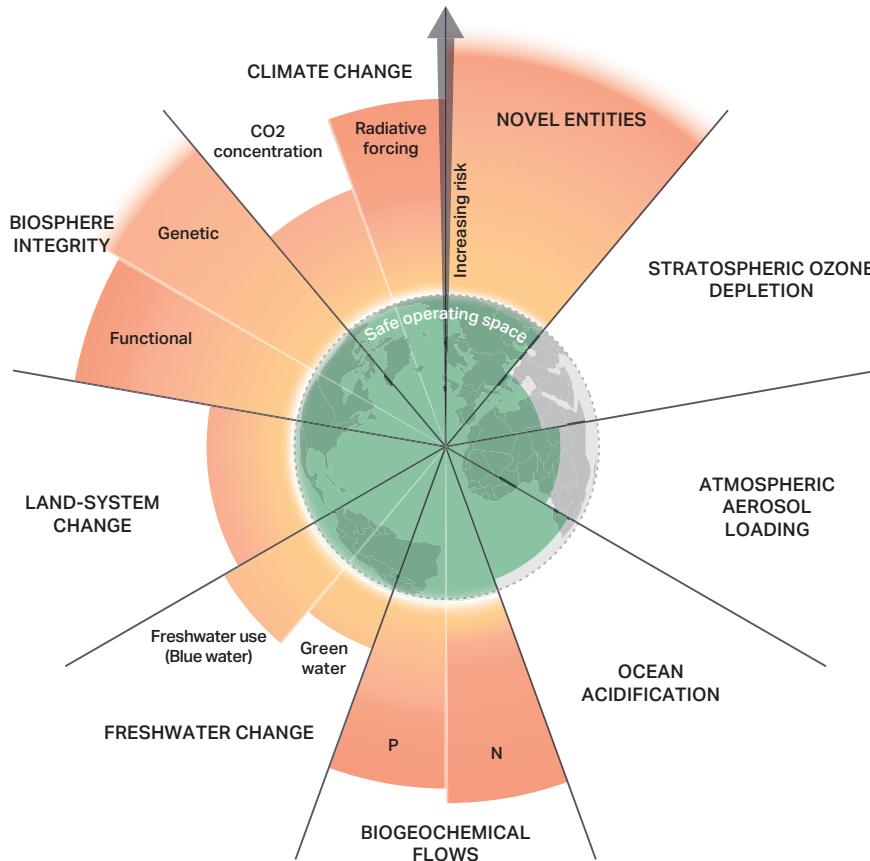 CLIMATE CHANGE
CO2
concentration
Radiative
forcing
Increasing risk
NOVEL ENTITIES
BIOSPHERE
INTEGRITY
Genetic
Functional
STRATOSPHERIC OZONE
DEPLETION
Safe operating space
LAND-SYSTEM
CHANGE
ATMOSPHERIC
AEROSOL
LOADING
Freshwater use
(Blue water)
Green
water
FRESHWATER CHANGE
P
N
OCEAN
ACIDIFICATION
BIOGEOCHEMICAL
FLOWS